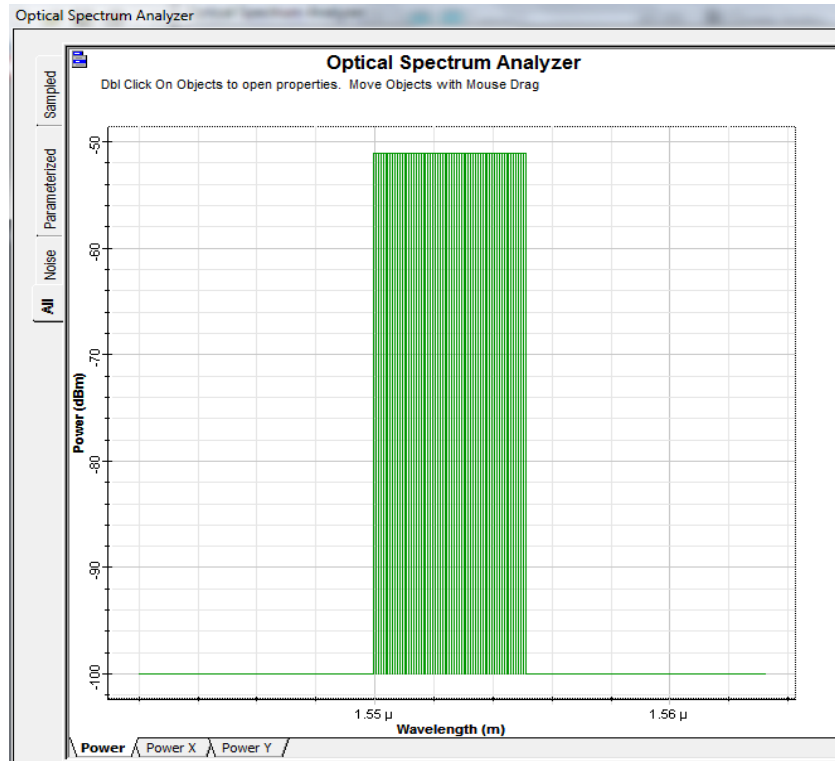 Optical Spectrum Analyzer
Optical Spectrum Analyzer
Dbl Click On Objects to open properties. Move Objects with Mouse Drag
Sampled
Parameterized
Noise
All
Power (dBm)
-50
-60
-70
-80
-90
-100
1.55 µ
1.56 µ
Wavelength (m)
Power
Power X
Power Y